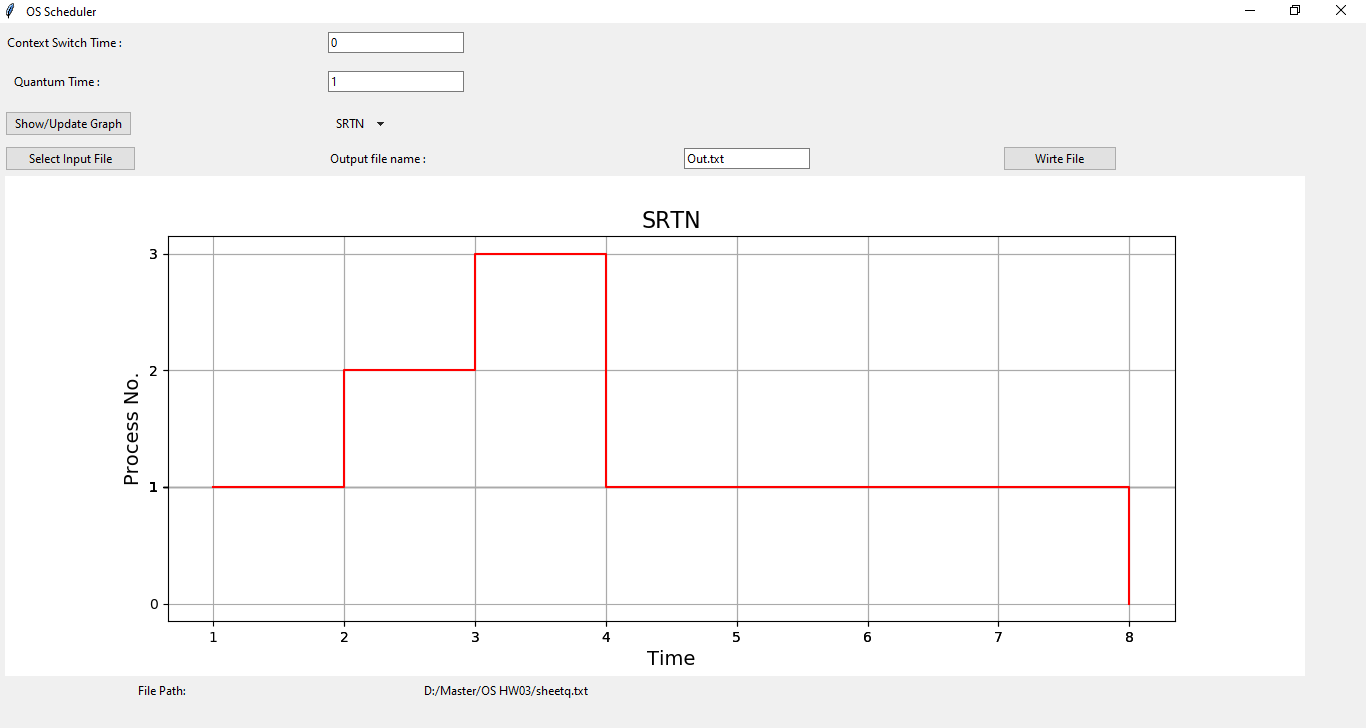 OS Scheduler
Context Switch Time : 0
Quantum Time : 1
Show/Update Graph SRTN
Select Input File Output file name : Out.txt Wirte File
SRTN
3
2
1
0
Process No.
1 2 3 4 5 6 7 8
Time
File Path: D:/Master/OS HW03/sheetq.txt